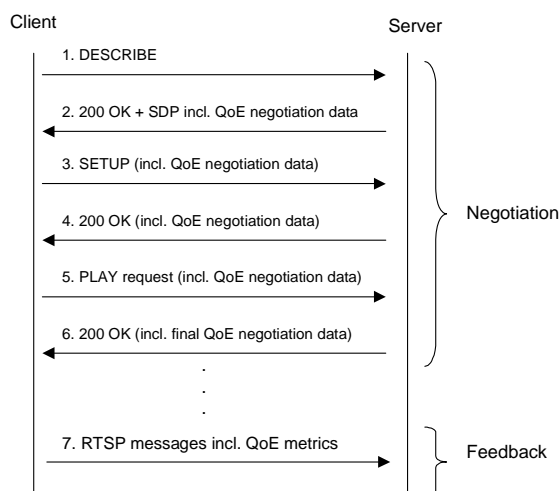 Client
Server
1. DESCRIBE
2. 200 OK + SDP incl. QoE negotiation data
3. SETUP (incl. QoE negotiation data)
4. 200 OK (incl. QoE negotiation data)
Negotiation
5. PLAY request (incl. QoE negotiation data)
6. 200 OK (incl. final QoE negotiation data)
.
.
.
7. RTSP messages incl. QoE metrics
Feedback